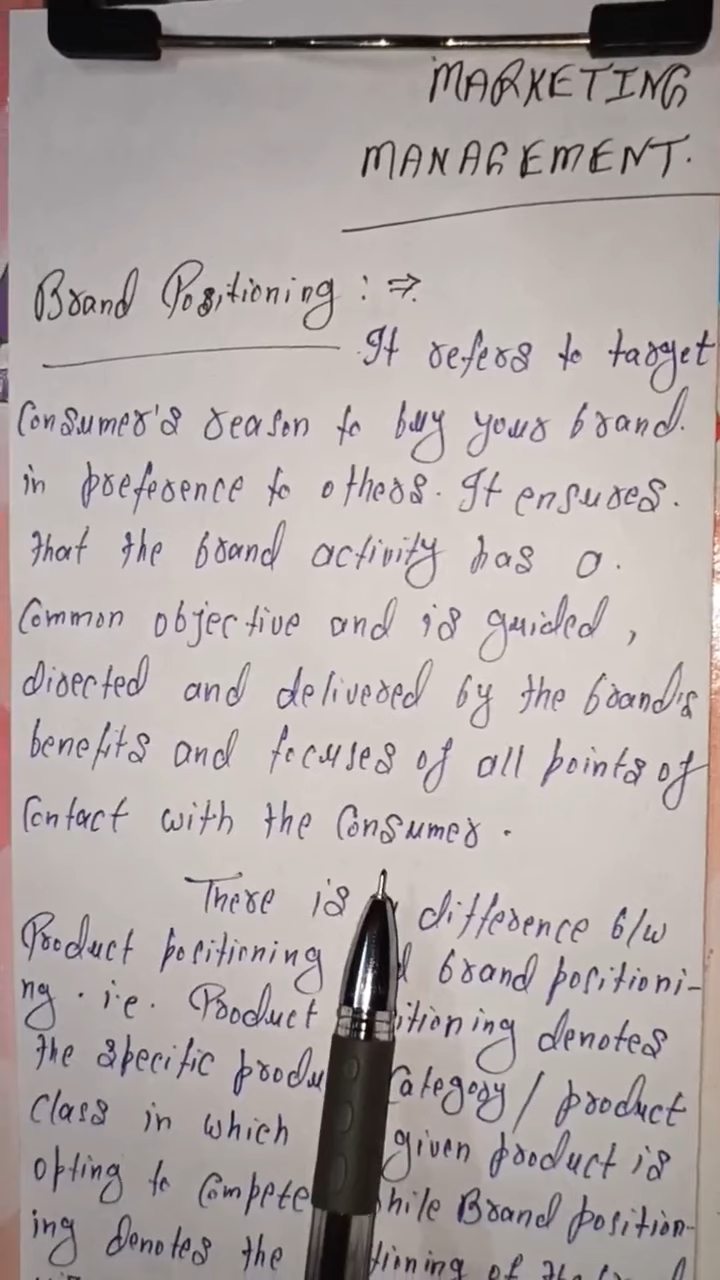 MARKETING
MANAGEMENT.
Brand Positioning : ⇒
It refers to target
Consumer's reason to buy your brand.
in preference to others. It ensures.
that the brand activity has a.
Common objective and is guided,
directed and delivered by the brand's
benefits and focuses of all points of
Contact with the Consumer.
There is difference b/w
Product positioning brand positioni-
ng. i.e. Product denotes
the specific Category / product
Class in which given product is
opting to Compete Brand position-
ing denotes the of